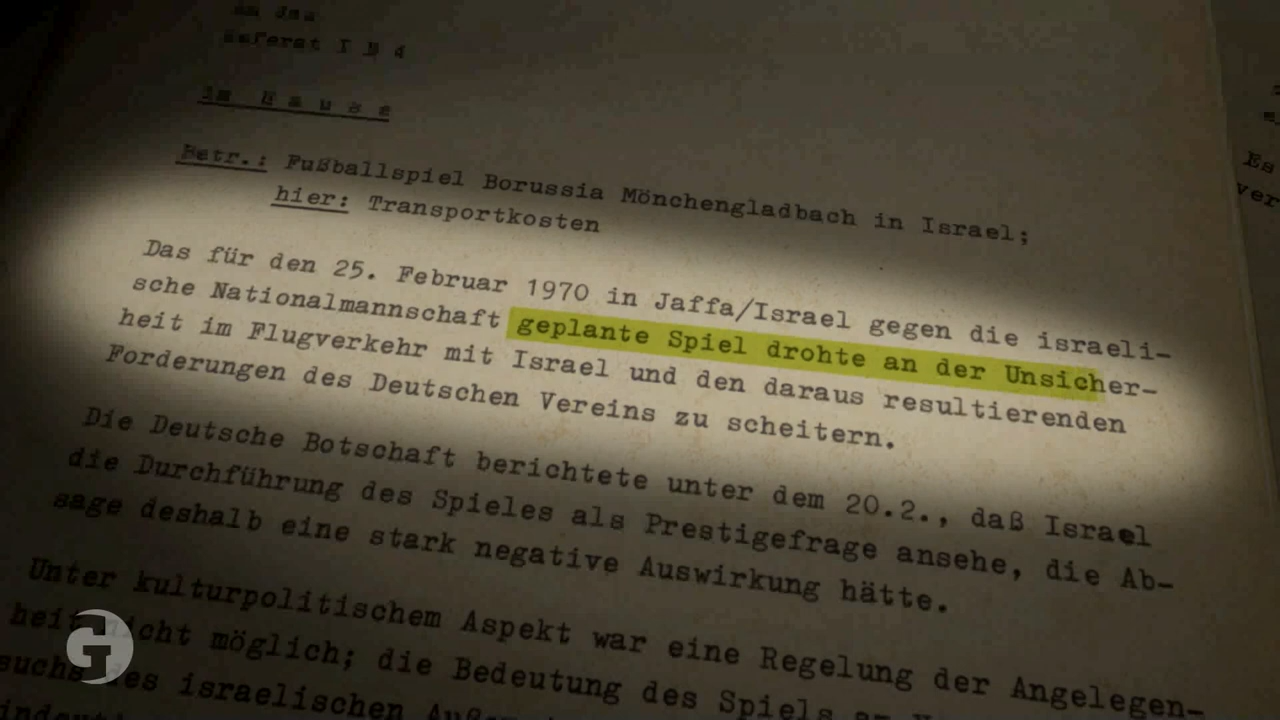 Referat I B 4
Im Hause
Betr.: Fußballspiel Borussia Mönchengladbach in Israel;
hier: Transportkosten
Das für den 25. Februar 1970 in Jaffa/Israel gegen die israeli-
sche Nationalmannschaft geplante Spiel drohte an der Unsicher-
heit im Flugverkehr mit Israel und den daraus resultierenden
Forderungen des Deutschen Vereins zu scheitern.
Die Deutsche Botschaft berichtete unter dem 20.2., daß Israel
die Durchführung des Spieles als Prestigefrage ansehe, die Ab-
sage deshalb eine stark negative Auswirkung hätte.
Unter kulturpolitischem Aspekt war eine Regelung der Angelegen-
heit nicht möglich; die Bedeutung des Spiels
des israelischen
Es
ver
G